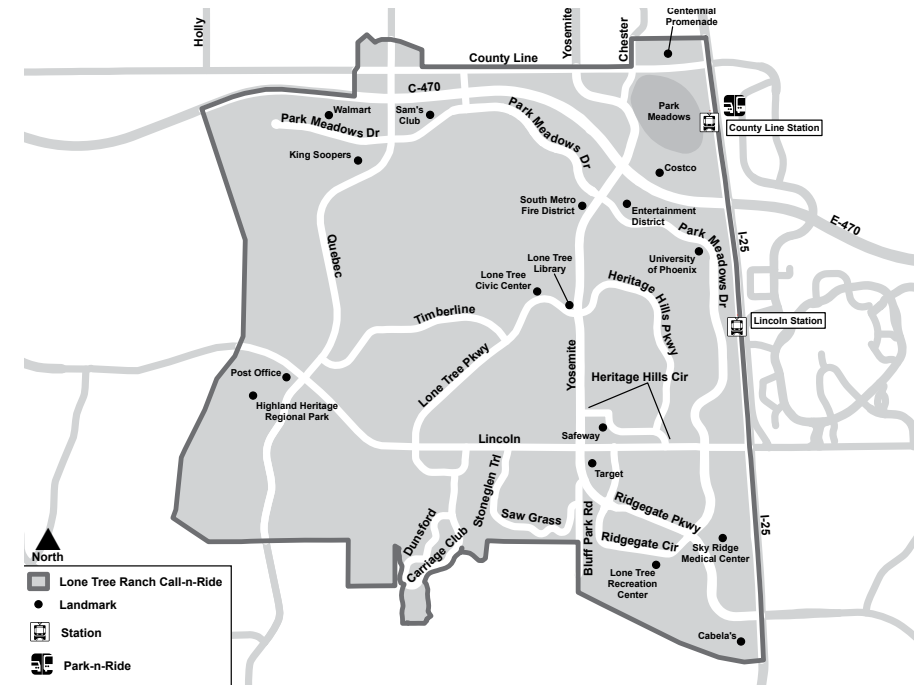 Centennial
Promenade
Holly
Yosemite
Chester
County Line
C-470
Walmart
Sam's
Club
Park Meadows Dr
Park Meadows Dr
Park
Meadows
County Line Station
King Soopers
Costco
South Metro
Fire District
Entertainment
District
E-470
Park Meadows Dr
I-25
University
of Phoenix
Quebec
Lone Tree
Library
Lone Tree
Civic Center
Heritage Hills Pkwy
Timberline
Lincoln Station
Lone Tree Pkwy
Yosemite
Post Office
Heritage Hills Cir
Highland Heritage
Regional Park
Safeway
Lincoln
Target
Stoneglen Trl
Ridgegate Pkwy
Saw Grass
Bluff Park Rd
I-25
Dunsford
Carriage Club
Ridgegate Cir
Sky Ridge
Medical Center
North
Lone Tree
Recreation
Center
Cabela's
Lone Tree Ranch Call-n-Ride
Landmark
Station
Park-n-Ride